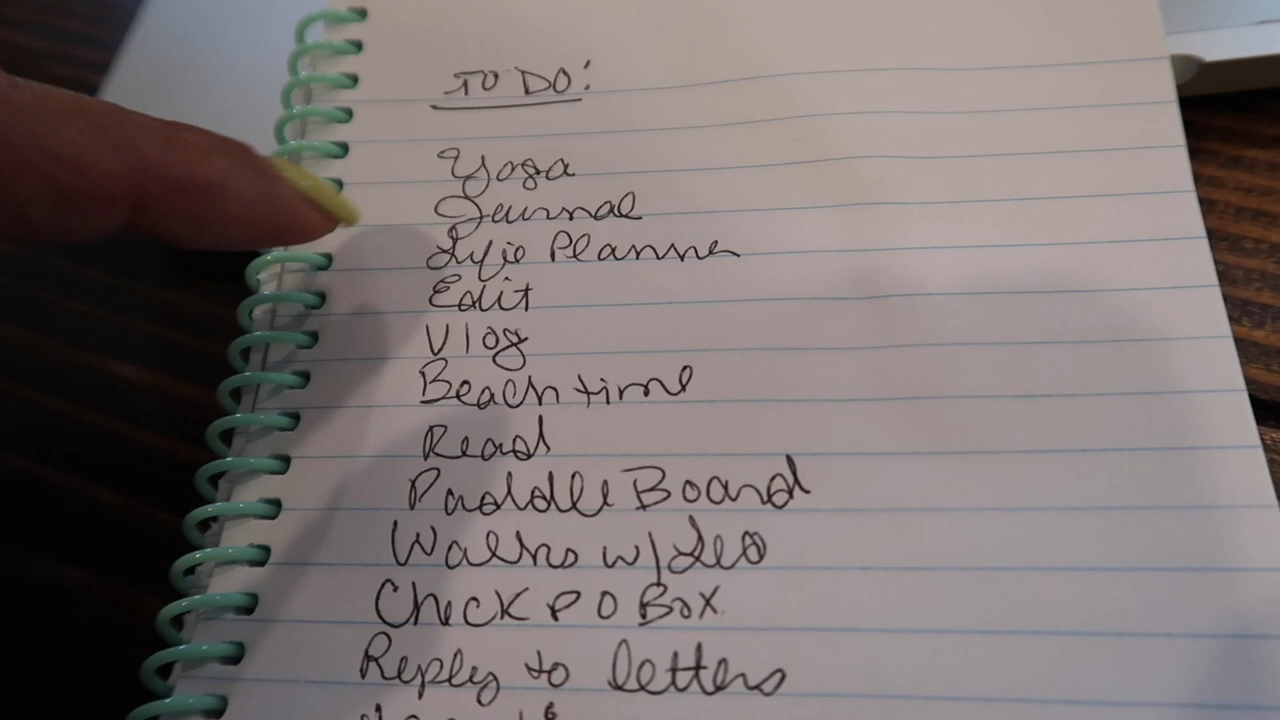 TO DO:
Yoga
Journal
Life Planner
Edit
Vlog
Beach time
Read
Paddle Board
Walks w/ Leo
Check P O Box
Reply to letters